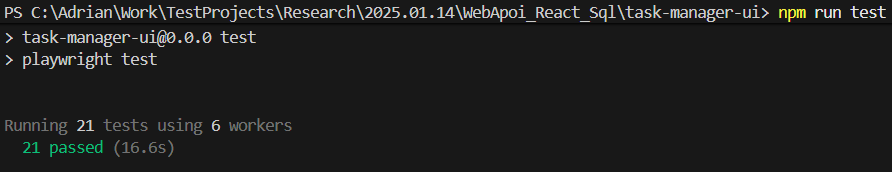 PS C:\Adrian\Work\TestProjects\Research\2025.01.14\WebApoi_React_Sql\task-manager-ui> npm run test
> task-manager-ui@0.0.0 test
> playwright test
Running 21 tests using 6 workers
21 passed (16.6s)